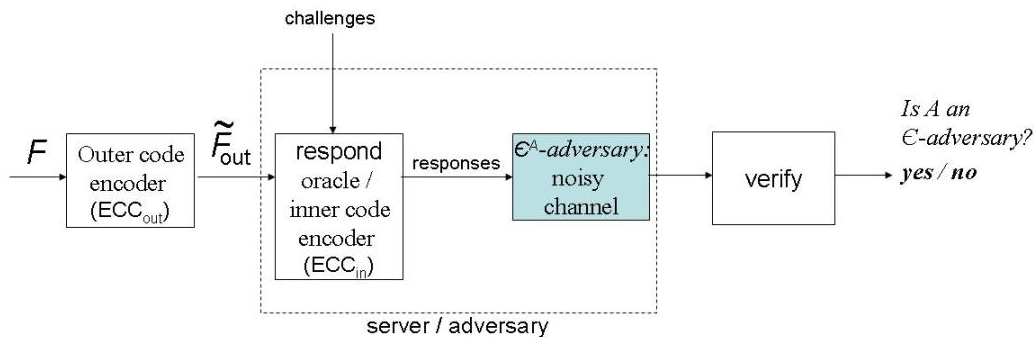 challenges
F
Outer code
encoder
(ECC_out)
F̃_out
respond
oracle /
inner code
encoder
(ECC_in)
responses
Є^A-adversary:
noisy
channel
verify
Is A an
Є-adversary?
yes / no
server / adversary